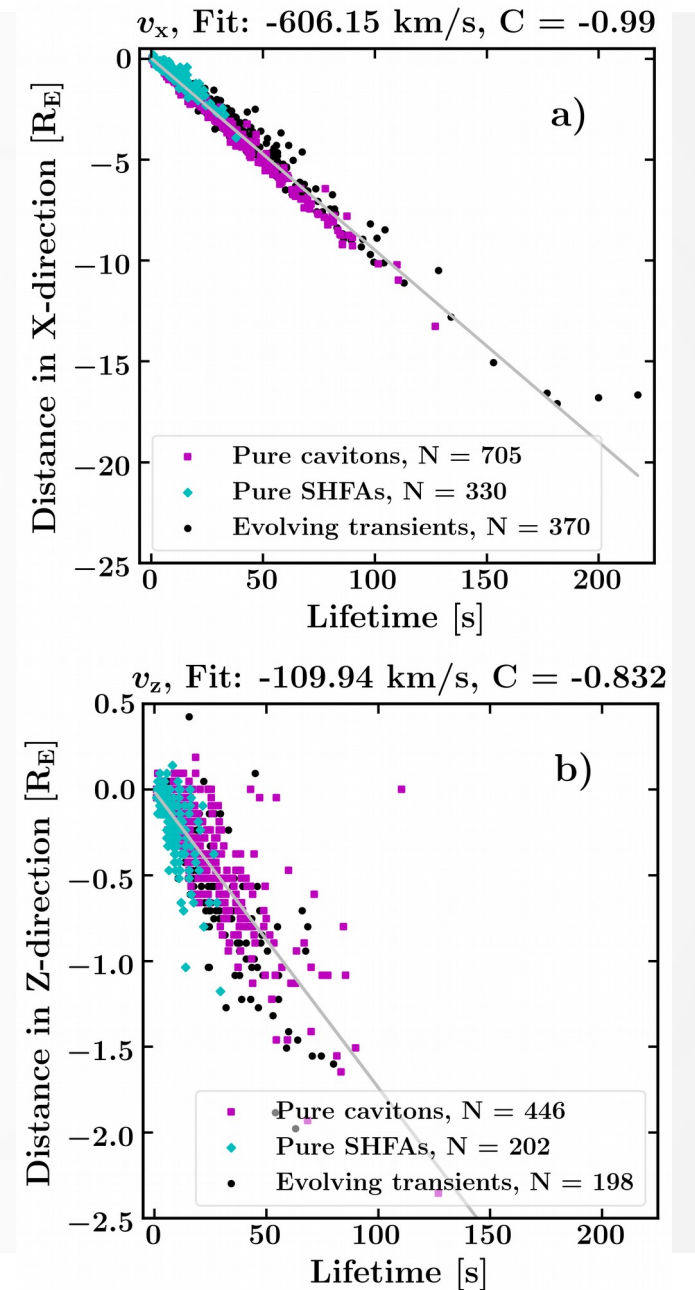 vx, Fit: -606.15 km/s, C = -0.99
a)
0
−5
−10
−15
−20
−25
Distance in X-direction [RE]
Pure cavitons, N = 705
Pure SHFAs, N = 330
Evolving transients, N = 370
0 50 100 150 200
Lifetime [s]
vz, Fit: -109.94 km/s, C = -0.832
b)
0.5
0.0
−0.5
−1.0
−1.5
−2.0
−2.5
Distance in Z-direction [RE]
Pure cavitons, N = 446
Pure SHFAs, N = 202
Evolving transients, N = 198
0 50 100 150 200
Lifetime [s]